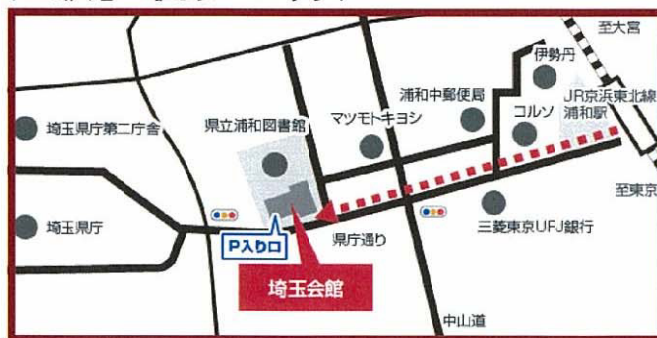 至大宮
伊勢丹
JR京浜東北線
浦和駅
浦和中郵便局
コルソ
マツモトキヨシ
県立浦和図書館
埼玉県庁第二庁舎
至東京
埼玉県庁
三菱東京UFJ銀行
県庁通り
P入り口
埼玉会館
中山道